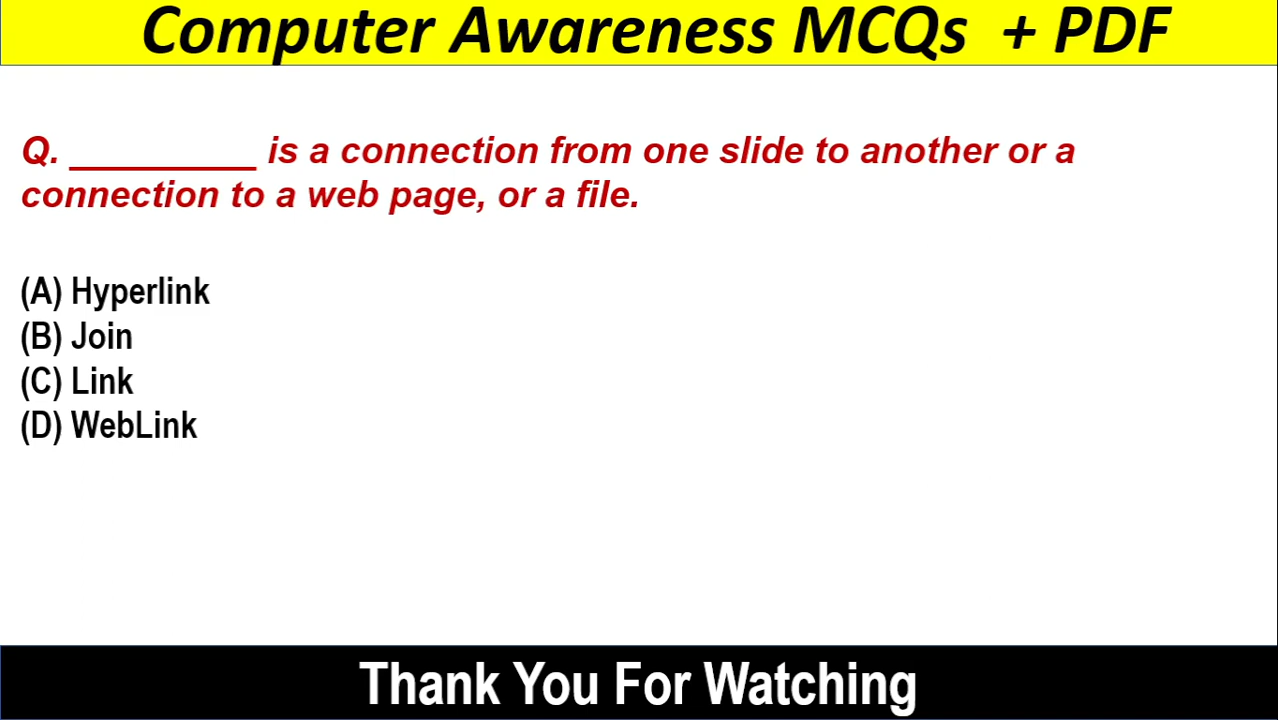 Computer Awareness MCQs + PDF
Q. _________ is a connection from one slide to another or a
connection to a web page, or a file.
(A) Hyperlink
(B) Join
(C) Link
(D) WebLink
Thank You For Watching